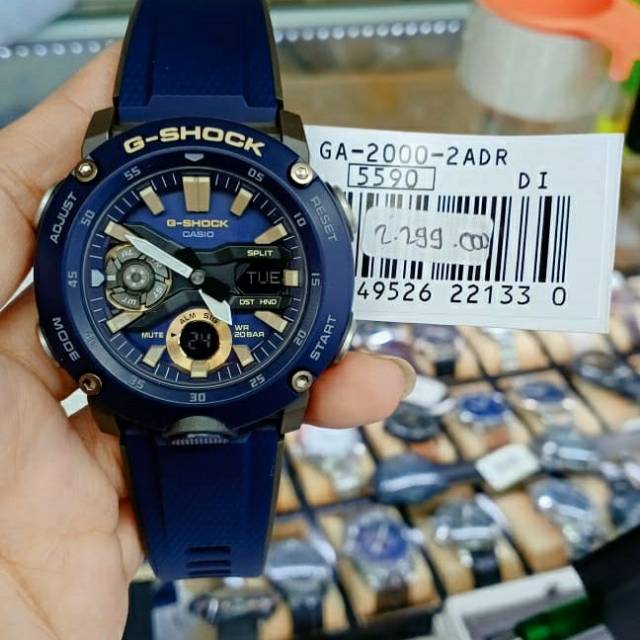 G-SHOCK
GA-2000-2ADR
5590 DI
2.299.000
49526 22133 0
ADJUST
RESET
MODE
START
55
05
50
10
45
15
35
25
30
20
G-SHOCK
CASIO
SPLIT
TUE
DST HND
ALM SIG
MUTE
WR
20BAR
24